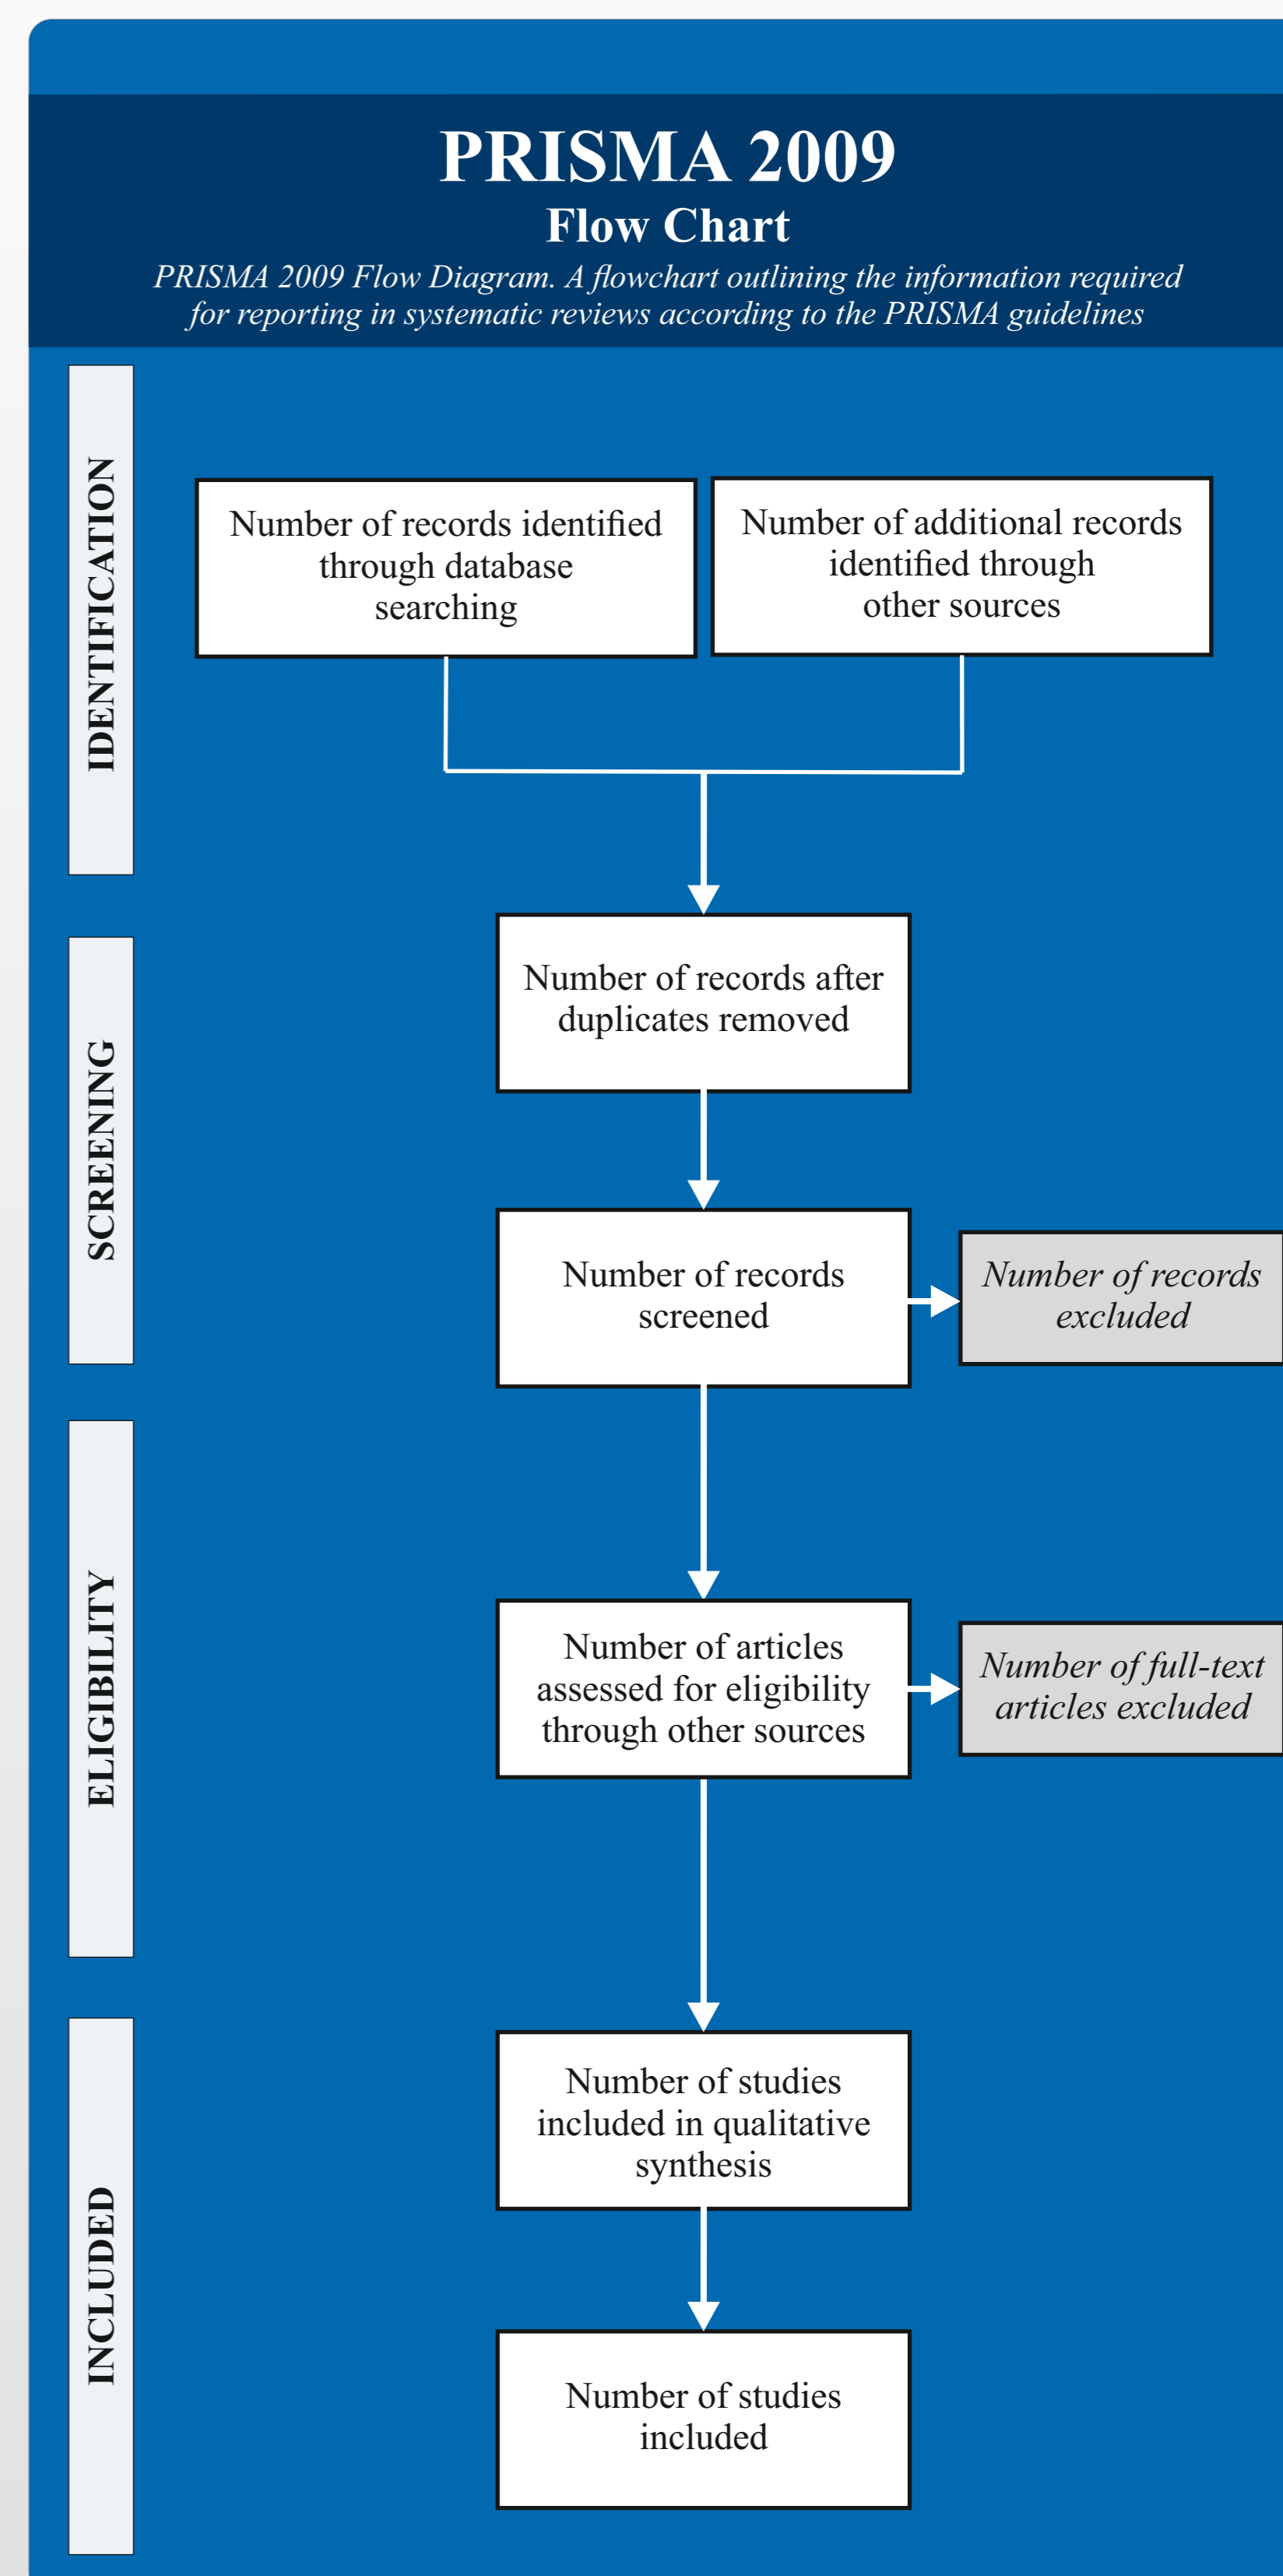 PRISMA 2009
Flow Chart
PRISMA 2009 Flow Diagram. A flowchart outlining the information required
for reporting in systematic reviews according to the PRISMA guidelines
IDENTIFICATION
Number of records identified
through database
searching
Number of additional records
identified through
other sources
SCREENING
Number of records after
duplicates removed
Number of records
screened
Number of records
excluded
ELIGIBILITY
Number of articles
assessed for eligibility
through other sources
Number of full-text
articles excluded
INCLUDED
Number of studies
included in qualitative
synthesis
Number of studies
included